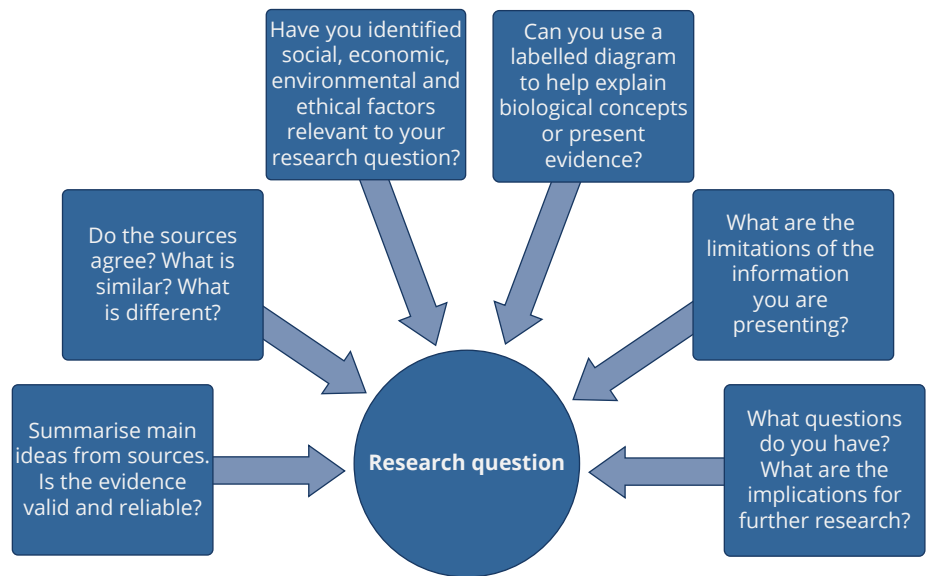 Have you identified
social, economic,
environmental and
ethical factors
relevant to your
research question?
Can you use a
labelled diagram
to help explain
biological concepts
or present
evidence?
Do the sources
agree? What is
similar? What
is different?
What are the
limitations of the
information
you are
presenting?
Summarise main
ideas from sources.
Is the evidence
valid and reliable?
Research question
What questions
do you have?
What are the
implications for
further research?